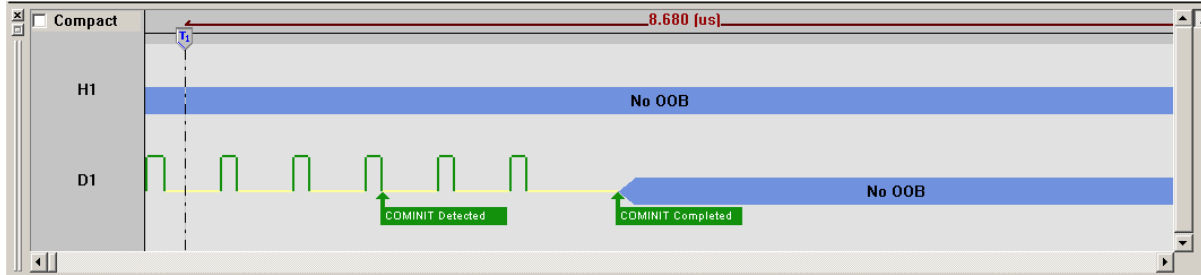 Compact
8.680 (us)
T1
H1
No OOB
D1
No OOB
COMINIT Detected
COMINIT Completed